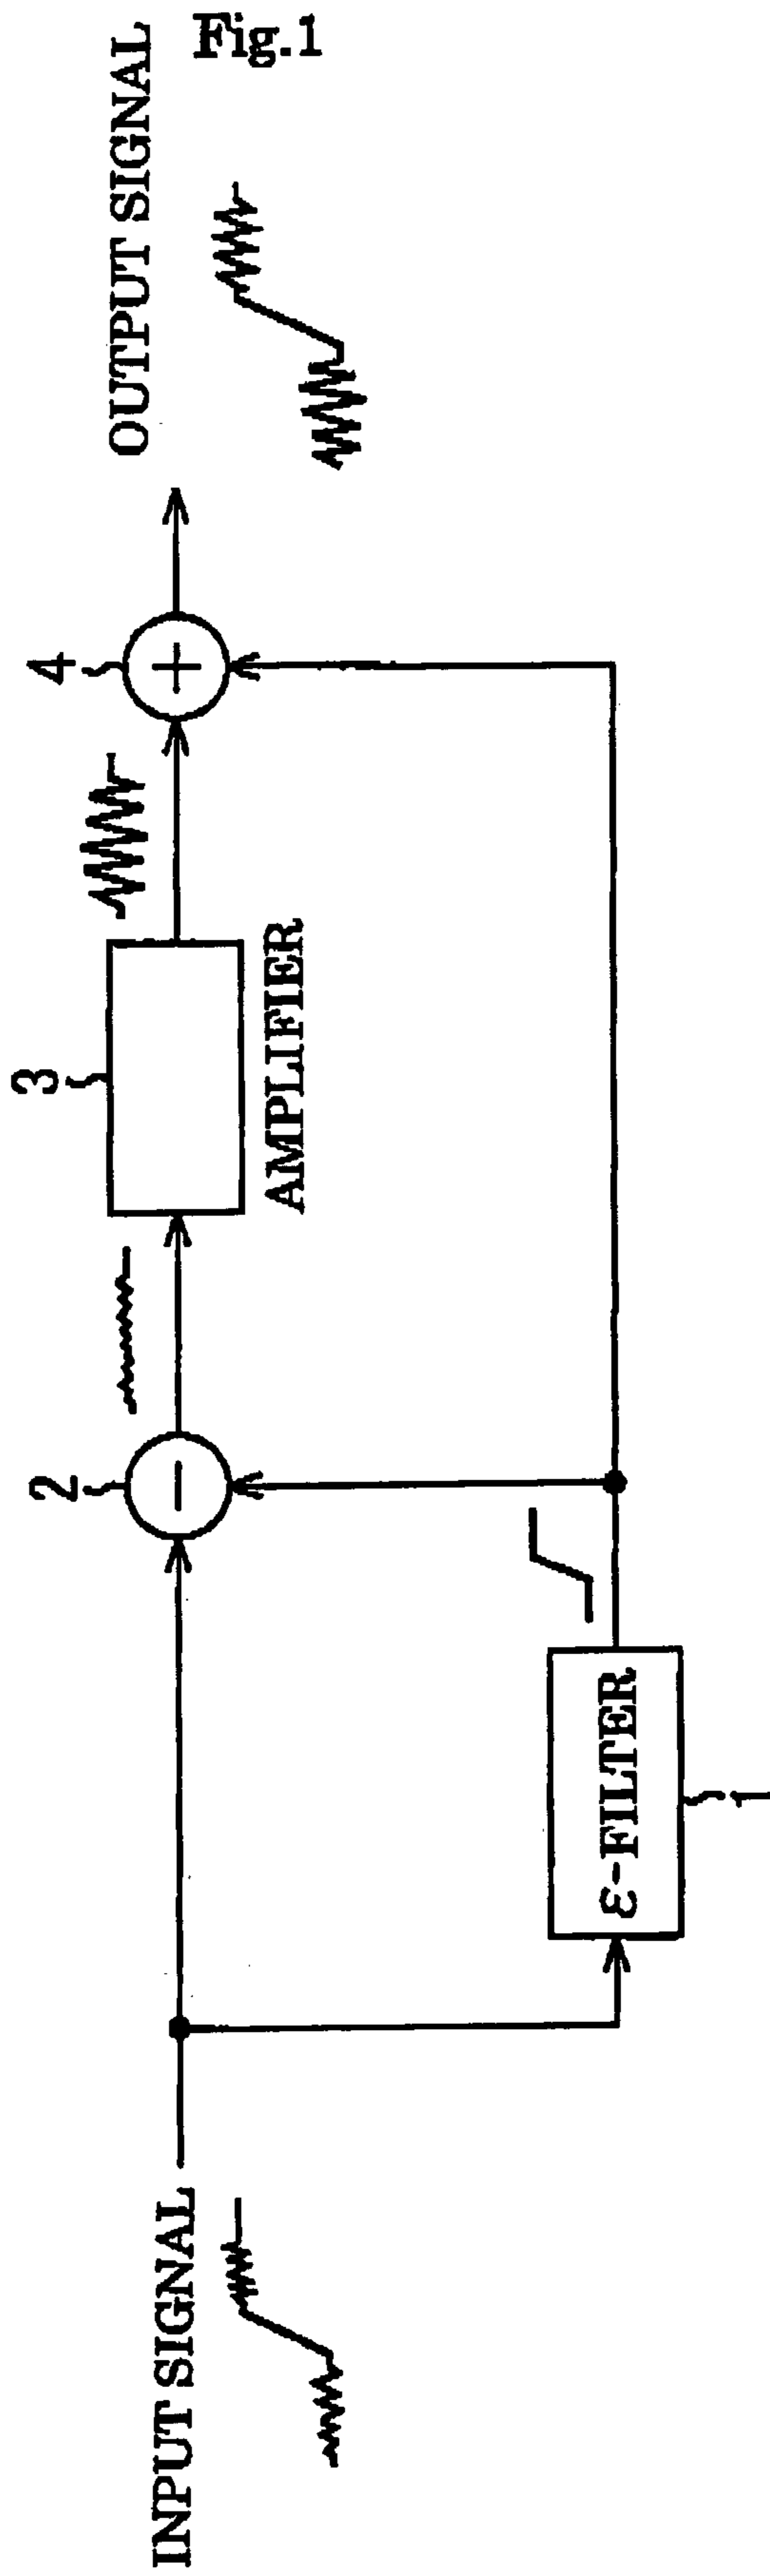 Fig.1
INPUT SIGNAL
2
3
AMPLIFIER
4
OUTPUT SIGNAL
ε-FILTER
1